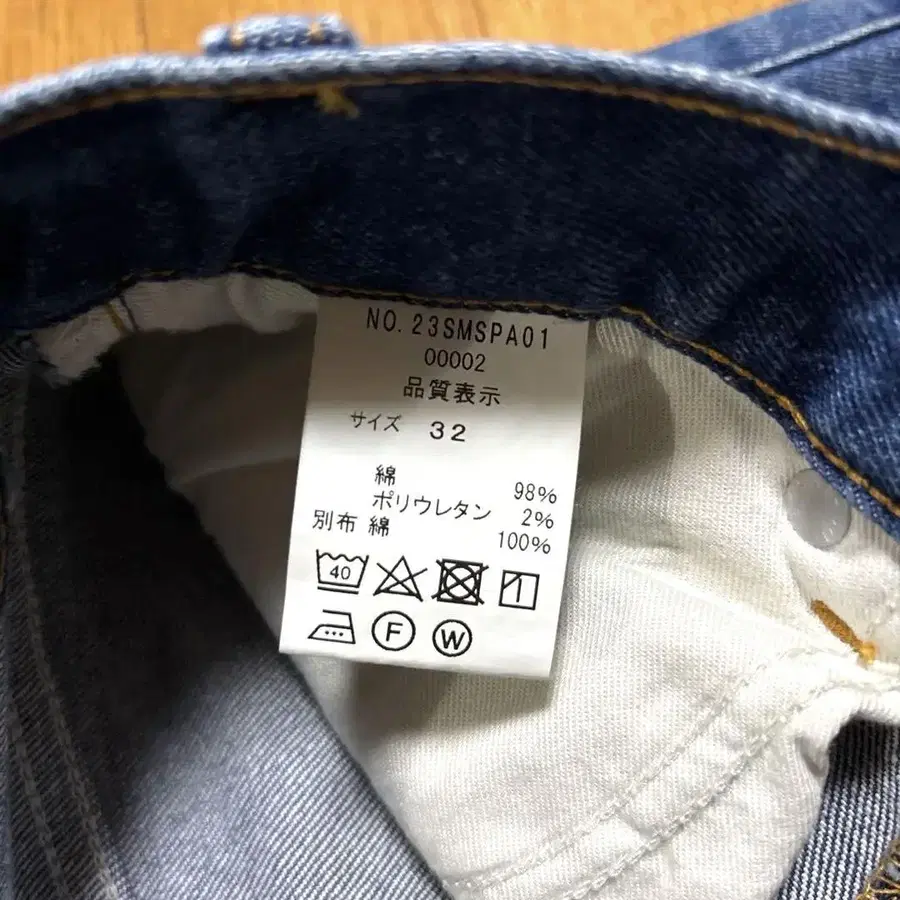 NO. 23SMSPA01
00002
品質表示
サイズ 32
綿 98%
ポリウレタン 2%
別布 綿 100%
40
F W